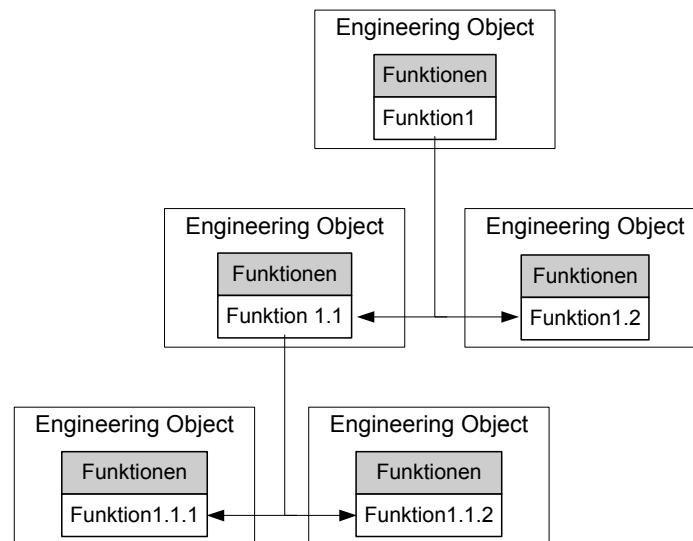 Engineering Object
Funktionen
Funktion1
Engineering Object
Funktionen
Funktion 1.1
Engineering Object
Funktionen
Funktion1.2
Engineering Object
Funktionen
Funktion1.1.1
Engineering Object
Funktionen
Funktion1.1.2